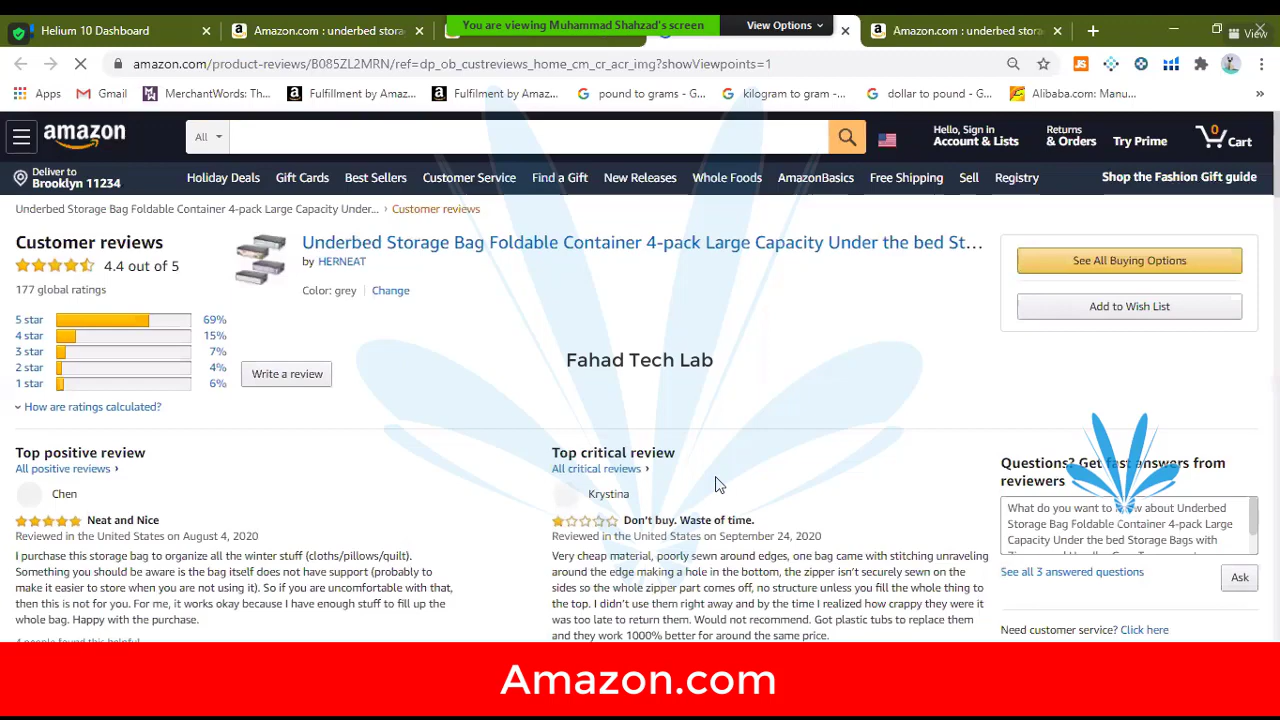 Helium 10 Dashboard
Amazon.com : underbed stora
You are viewing Muhammad Shahzad's screen
View Options
Amazon.com : underbed stora
View
amazon.com/product-reviews/B085ZL2MRN/ref=dp_ob_custreviews_home_cm_cr_acr_img?showViewpoints=1
Apps
Gmail
MerchantWords: Th...
Fulfillment by Amaz...
Fulfillment by Amaz...
pound to grams - G...
kilogram to gram -...
dollar to pound - G...
Alibaba.com: Manu...
amazon
All
Hello, Sign in
Account & Lists
Returns
& Orders
Try Prime
0
Cart
Deliver to
Brooklyn 11234
Holiday Deals
Gift Cards
Best Sellers
Customer Service
Find a Gift
New Releases
Whole Foods
AmazonBasics
Free Shipping
Sell
Registry
Shop the Fashion Gift guide
Underbed Storage Bag Foldable Container 4-pack Large Capacity Under... › Customer reviews
Customer reviews
4.4 out of 5
177 global ratings
5 star 69%
4 star 15%
3 star 7%
2 star 4%
1 star 6%
How are ratings calculated?
Underbed Storage Bag Foldable Container 4-pack Large Capacity Under the bed St...
by HERNEAT
Color: grey | Change
Write a review
See All Buying Options
Add to Wish List
Fahad Tech Lab
Top positive review
All positive reviews ›
Chen
Neat and Nice
Reviewed in the United States on August 4, 2020
I purchase this storage bag to organize all the winter stuff (cloths/pillows/quilt).
Something you should be aware is the bag itself does not have support (probably to
make it easier to store when you are not using it). So if you are uncomfortable with that,
then this is not for you. For me, it works okay because I have enough stuff to fill up the
whole bag. Happy with the purchase.
4 people found this helpful
Top critical review
All critical reviews ›
Krystina
Don't buy. Waste of time.
Reviewed in the United States on September 24, 2020
Very cheap material, poorly sewn around edges, one bag came with stitching unraveling
around the edge making a hole in the bottom, the zipper isn't securely sewn on the
sides so the whole zipper part comes off, no structure unless you fill the whole thing to
the top. I didn't use them right away and by the time I realized how crappy they were it
was too late to return them. Would not recommend. Got plastic tubs to replace them
and they work 1000% better for around the same price.
Questions? Get fast answers from
reviewers
What do you want to know about Underbed
Storage Bag Foldable Container 4-pack Large
Capacity Under the bed Storage Bags with
See all 3 answered questions
Ask
Need customer service? Click here
Amazon.com